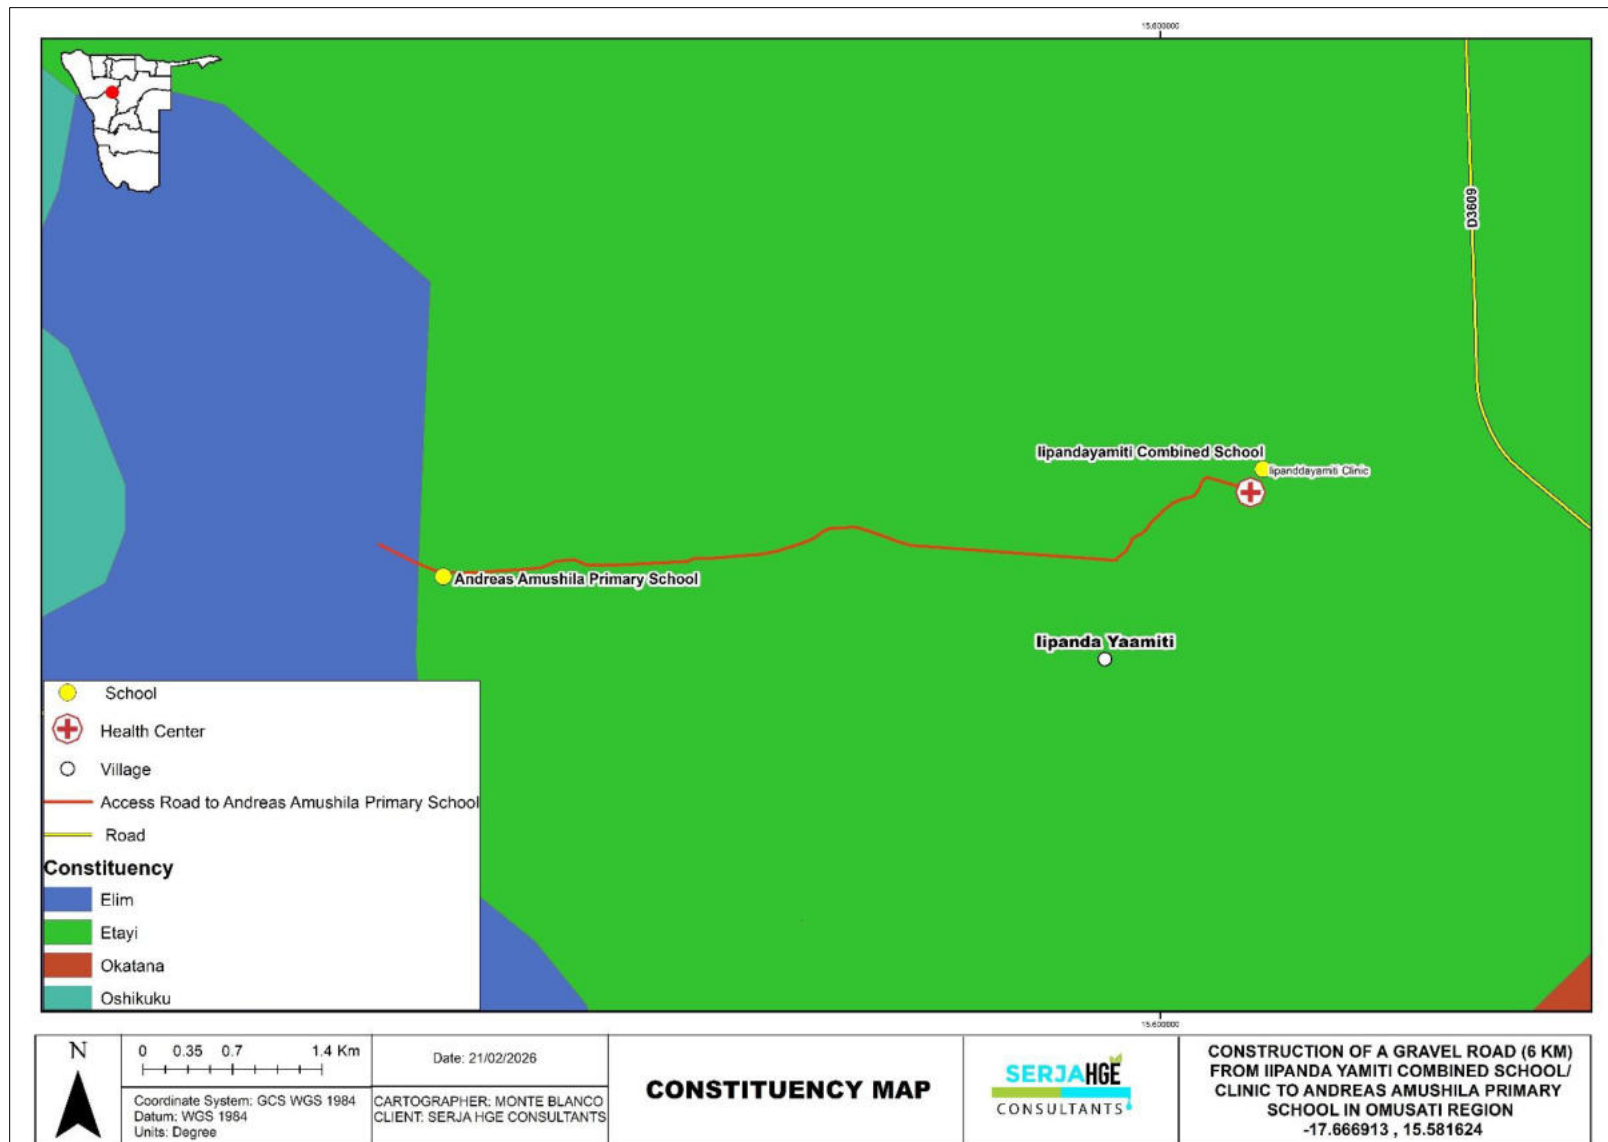 15.600000
D3609
Iipandayamiti Combined School
Iipanddayamiti Clinic
Andreas Amushila Primary School
Iipanda Yaamiti
School
Health Center
Village
Access Road to Andreas Amushila Primary School
Road
Constituency
Elim
Etayi
Okatana
Oshikuku
15.600000
N
0 0.35 0.7 1.4 Km
Coordinate System: GCS WGS 1984
Datum: WGS 1984
Units: Degree
Date: 21/02/2026
CARTOGRAPHER: MONTE BLANCO
CLIENT: SERJA HGE CONSULTANTS
CONSTITUENCY MAP
SERJAHGE
CONSULTANTS
CONSTRUCTION OF A GRAVEL ROAD (6 KM)
FROM IIPANDA YAMITI COMBINED SCHOOL/
CLINIC TO ANDREAS AMUSHILA PRIMARY
SCHOOL IN OMUSATI REGION
-17.666913 , 15.581624